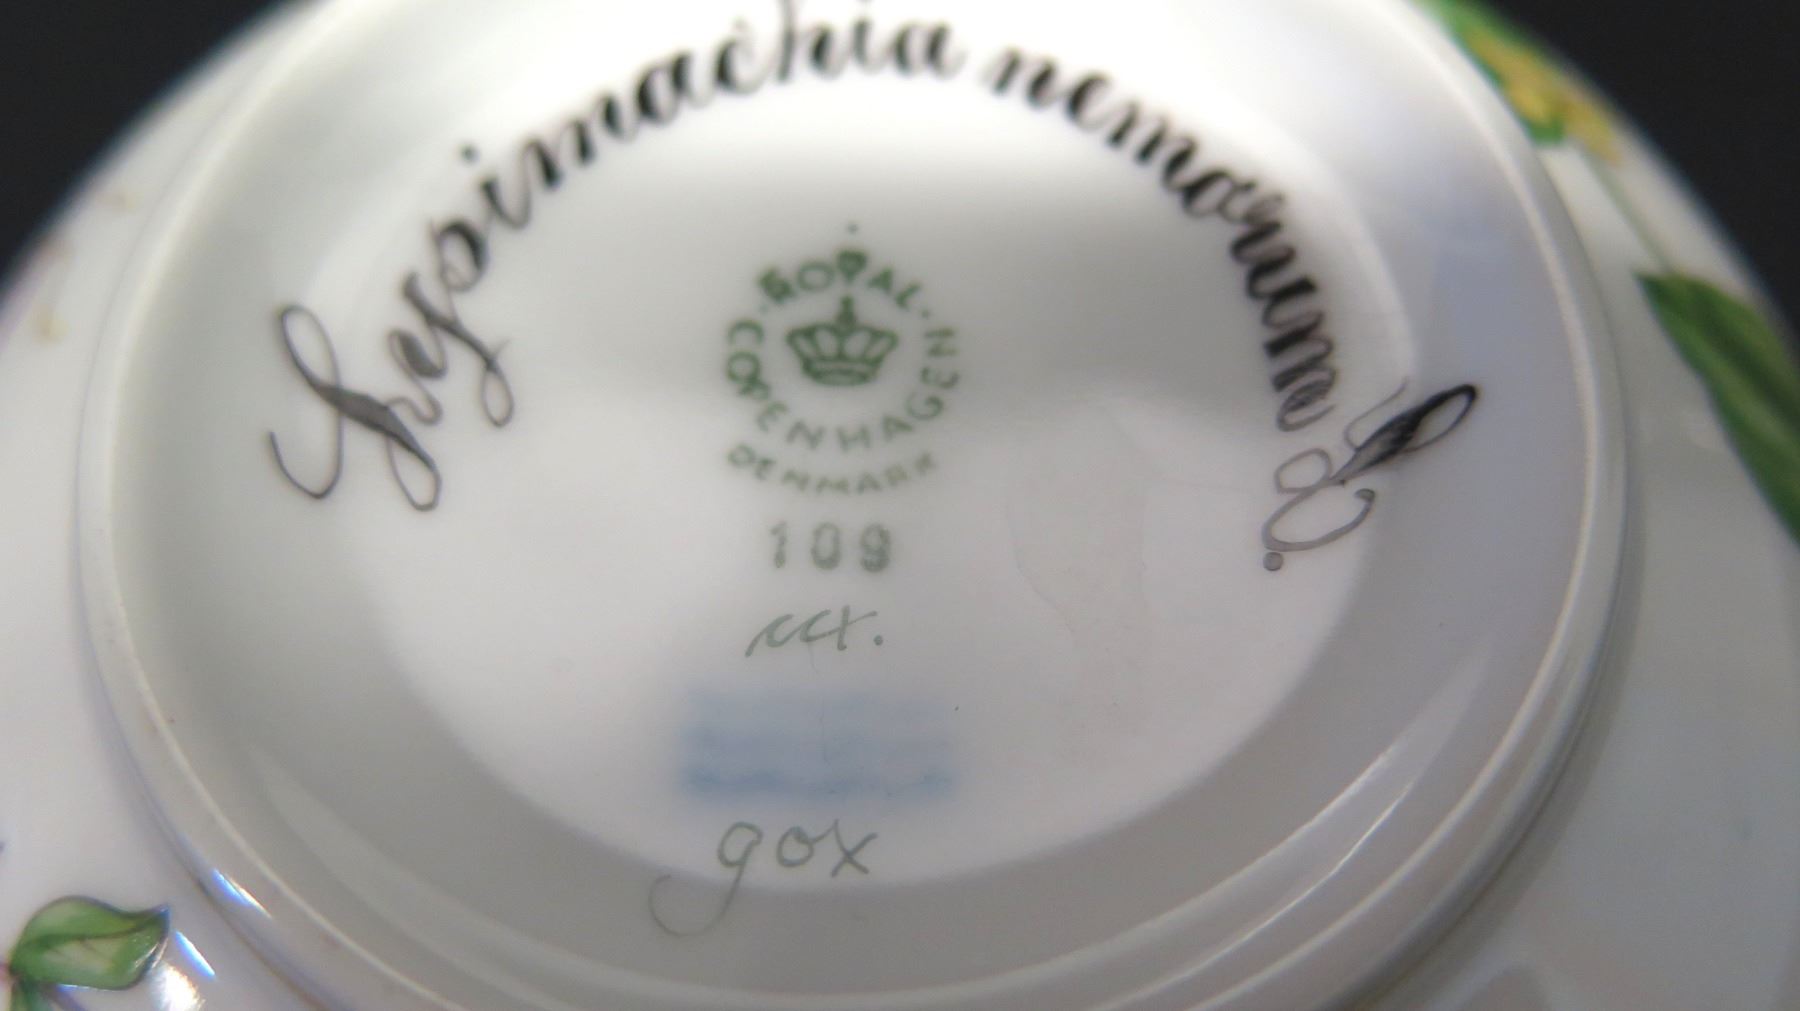 Lysimachia nemorum L.
ROYAL COPENHAGEN
DENMARK
109
gox